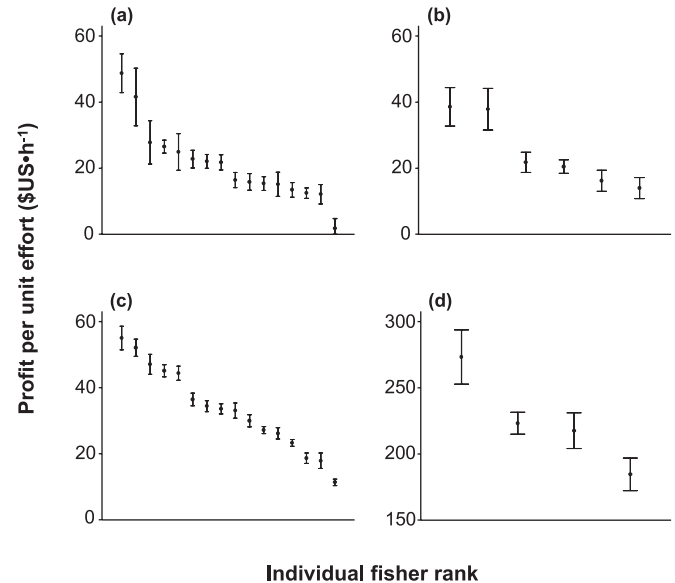 (a)
60
40
20
0
(b)
60
40
20
0
(c)
60
40
20
0
(d)
300
250
200
150
Profit per unit effort ($US•h⁻¹)
Individual fisher rank